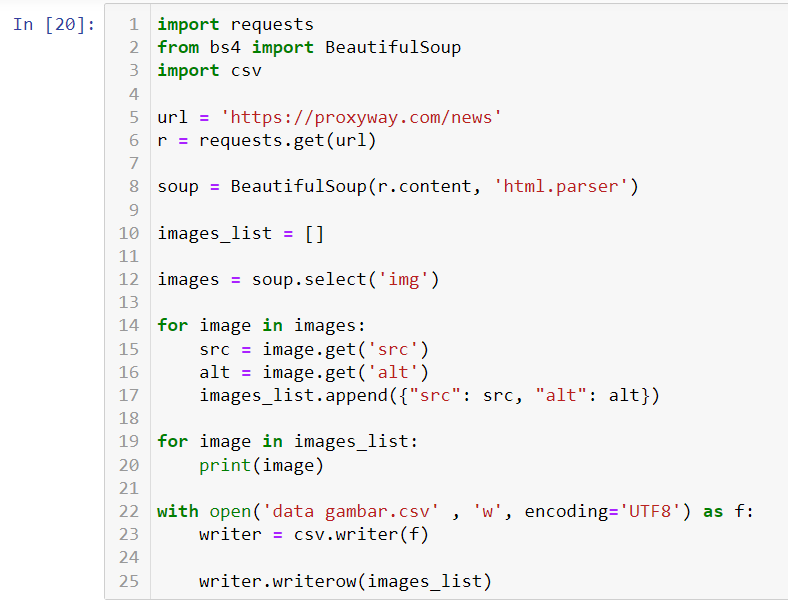 In [20]:
1 import requests
2 from bs4 import BeautifulSoup
3 import csv
4
5 url = 'https://proxyway.com/news'
6 r = requests.get(url)
7
8 soup = BeautifulSoup(r.content, 'html.parser')
9
10 images_list = []
11
12 images = soup.select('img')
13
14 for image in images:
15     src = image.get('src')
16     alt = image.get('alt')
17     images_list.append({"src": src, "alt": alt})
18
19 for image in images_list:
20     print(image)
21
22 with open('data gambar.csv' , 'w', encoding='UTF8') as f:
23     writer = csv.writer(f)
24
25     writer.writerow(images_list)